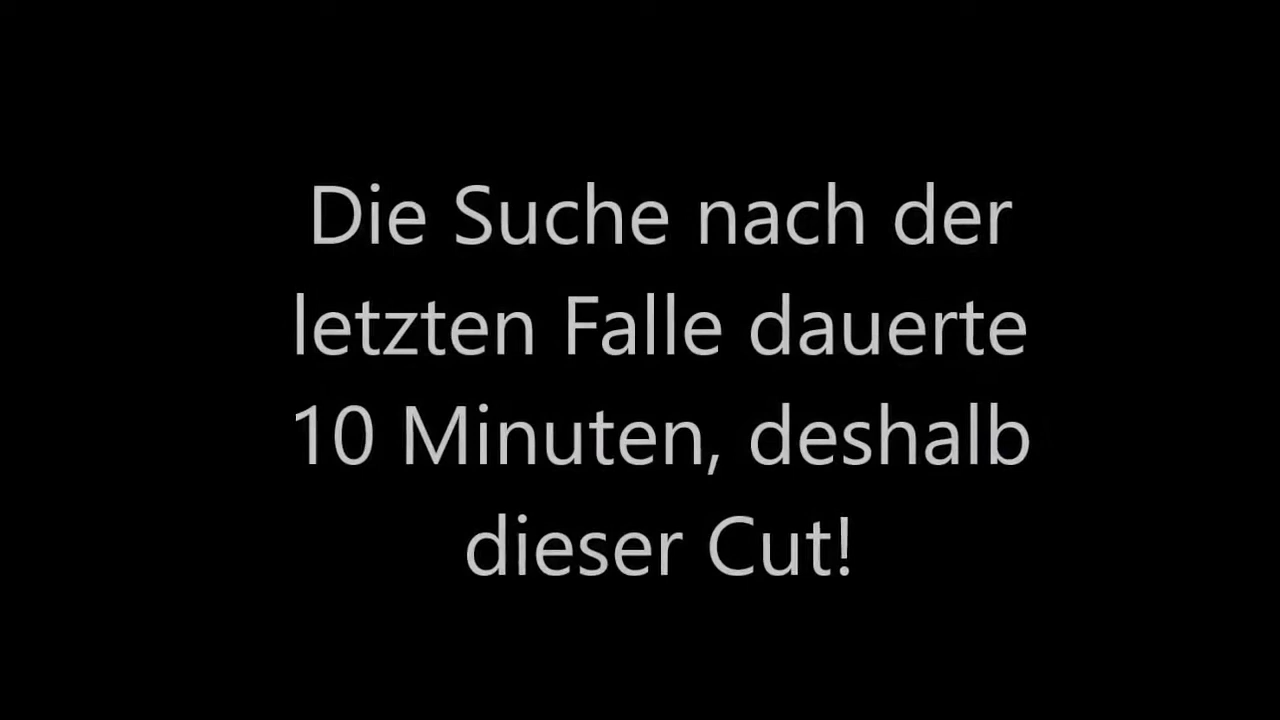 Die Suche nach der
letzten Falle dauerte
10 Minuten, deshalb
dieser Cut!